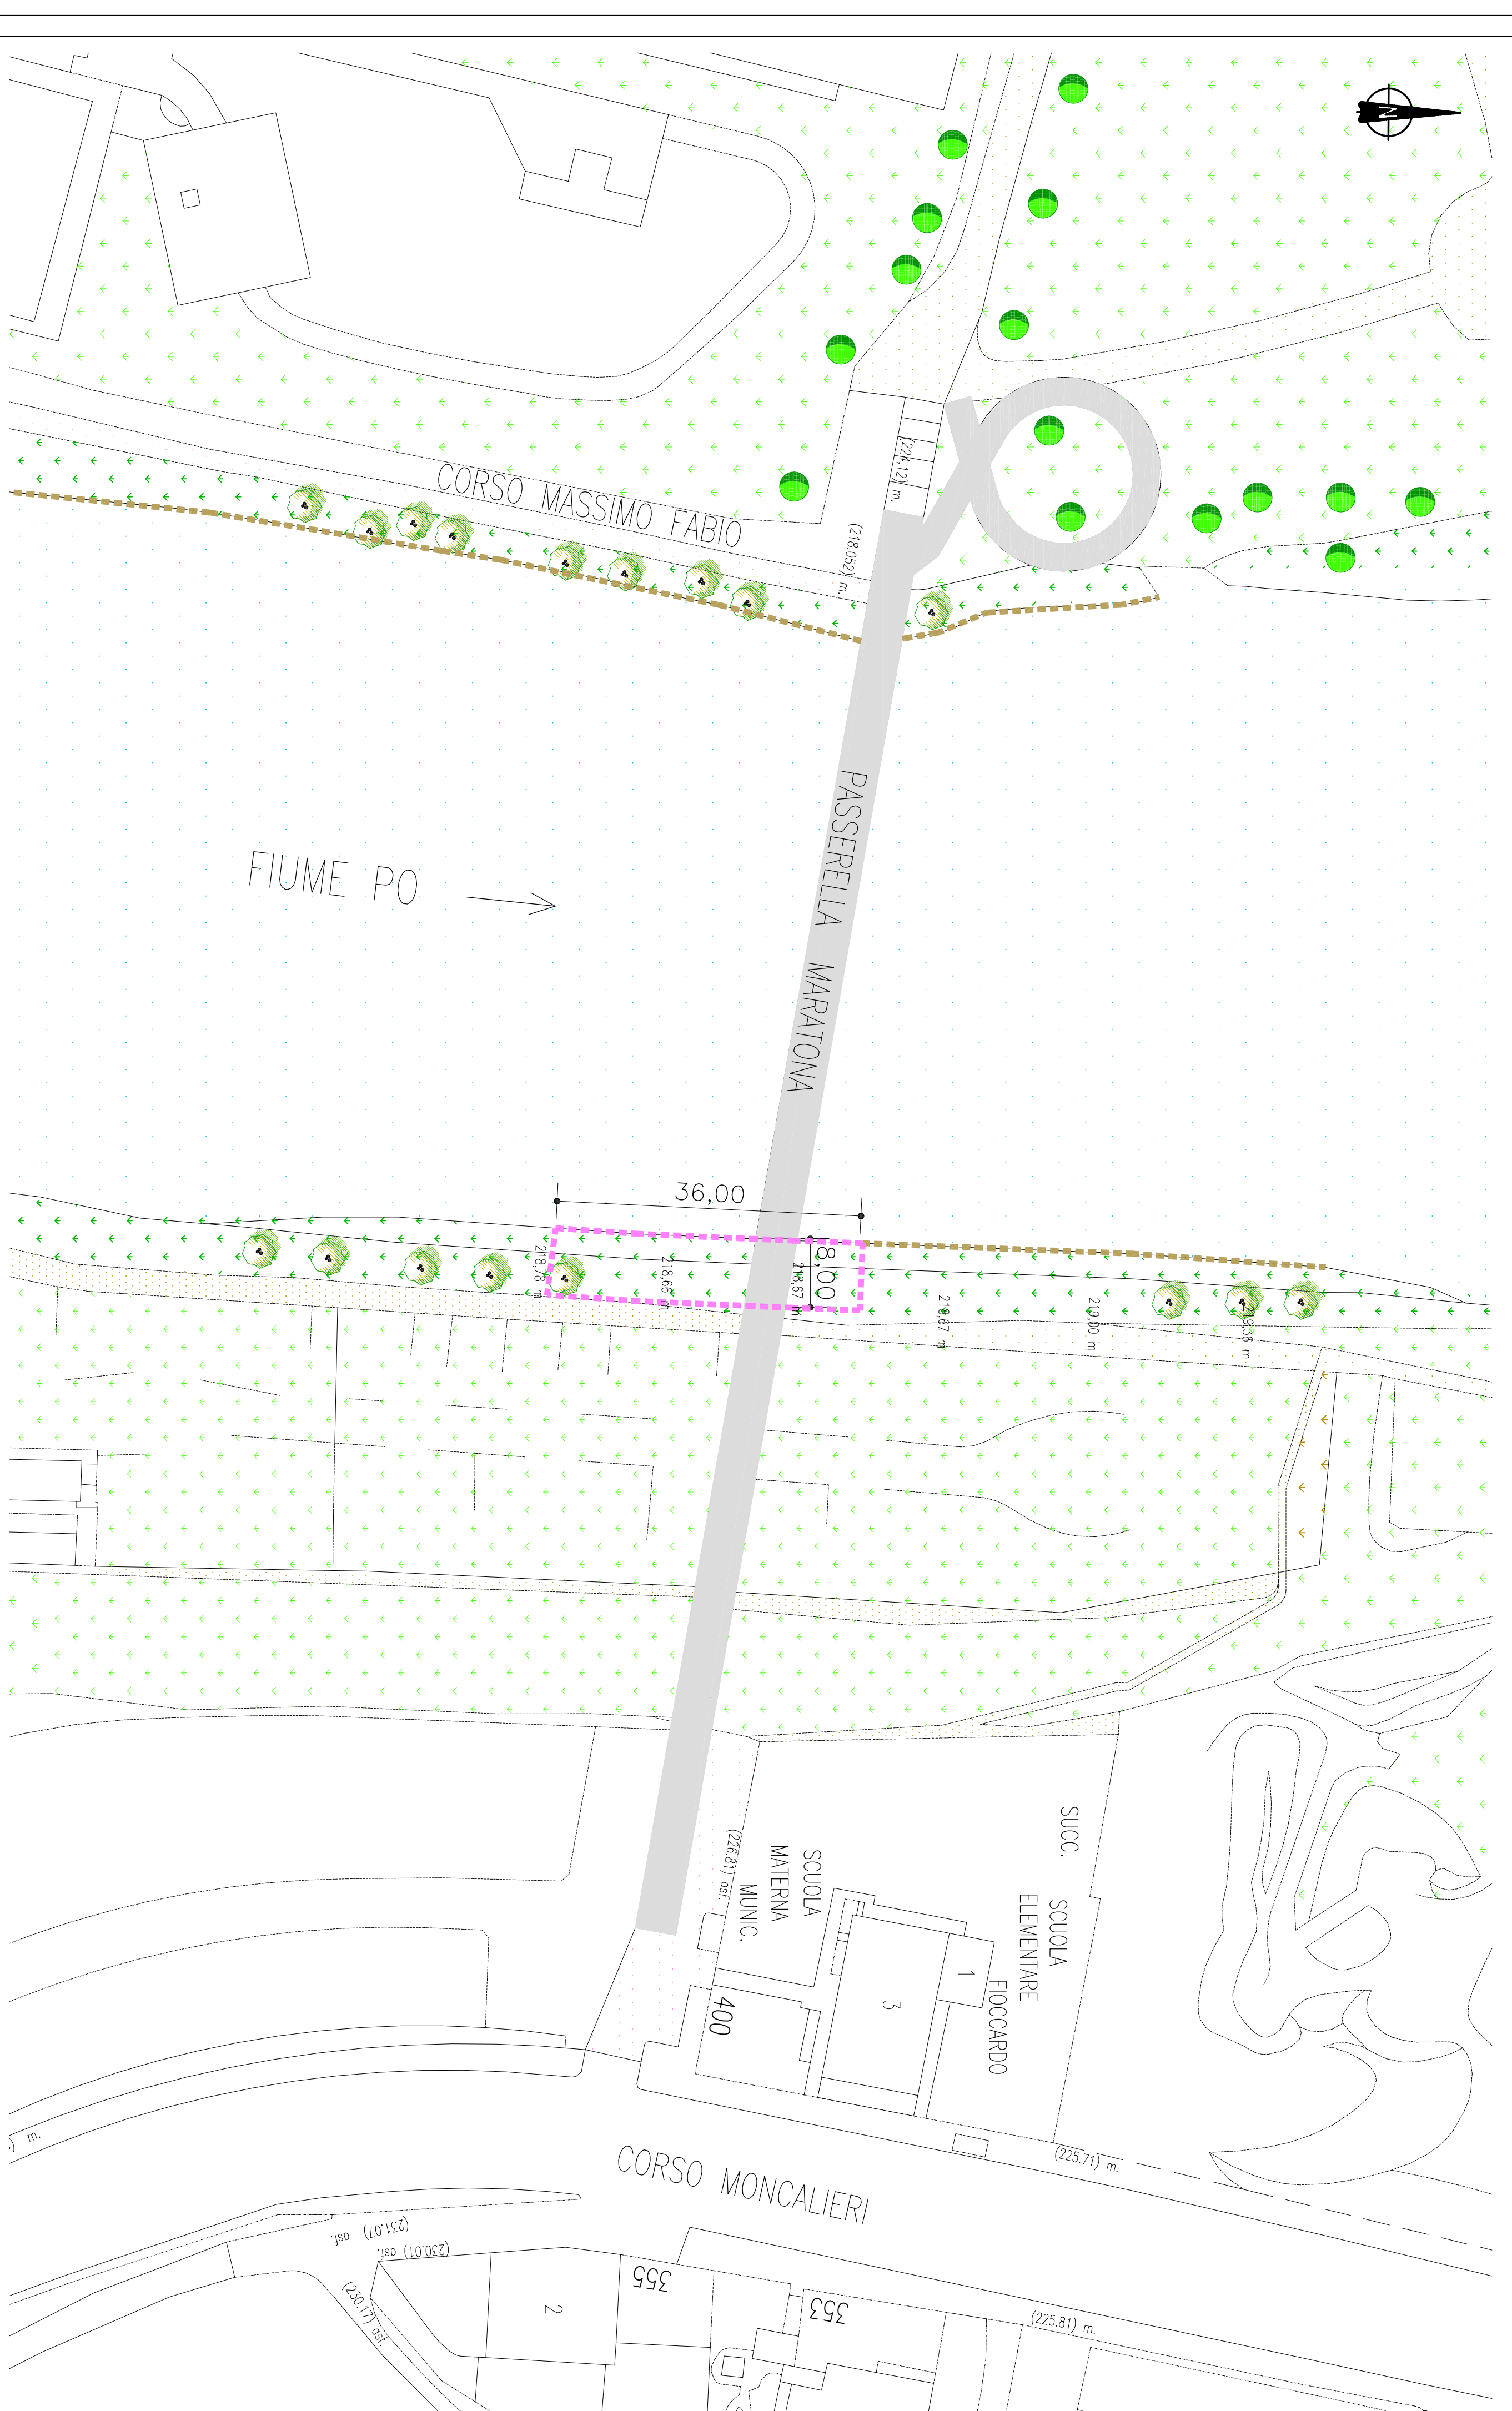 N
(224,12) m.
CORSO MASSIMO FABIO
(218.052) m.
PASSERELLA MARATONA
FIUME PO
36,00
8,00
218,78 m
218,66 m
218,67 m
218,67 m
219,00 m
219,36 m
SUCC.
SCUOLA
ELEMENTARE
FIOCCARDO
SCUOLA
MATERNA
MUNIC.
(226.81) asf.
1
3
400
) m.
(225.71) m.
CORSO MONCALIERI
(231.07) asf.
(230.01) asf.
(230.17) asf.
355
2
353
(225.81) m.